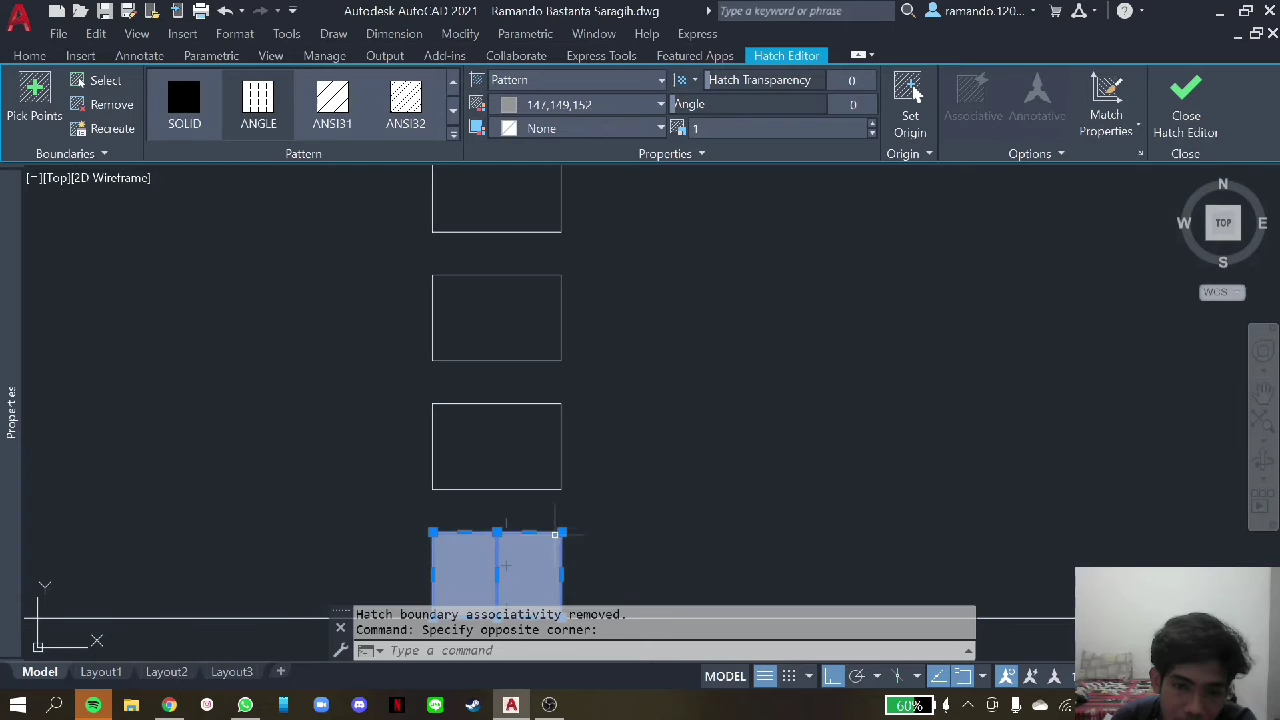 Autodesk AutoCAD 2021 Ramando Bastanta Saragih.dwg
Type a keyword or phrase
ramando.120...
File Edit View Insert Format Tools Draw Dimension Modify Parametric Window Help Express
Home Insert Annotate Parametric View Manage Output Add-ins Collaborate Express Tools Featured Apps Hatch Editor
Pick Points
Select
Remove
Recreate
Boundaries
SOLID
ANGLE
ANSI31
ANSI32
Pattern
Pattern
147,149,152
None
Hatch Transparency 0
Angle 0
1
Properties
Set
Origin
Origin
Associative
Annotative
Match
Properties
Options
Close
Hatch Editor
Close
[−][Top][2D Wireframe]
N
W
TOP
E
S
WCS
Properties
Y
X
Hatch boundary associativity removed.
Command: Specify opposite corner:
Type a command
Model Layout1 Layout2 Layout3 +
MODEL
60%